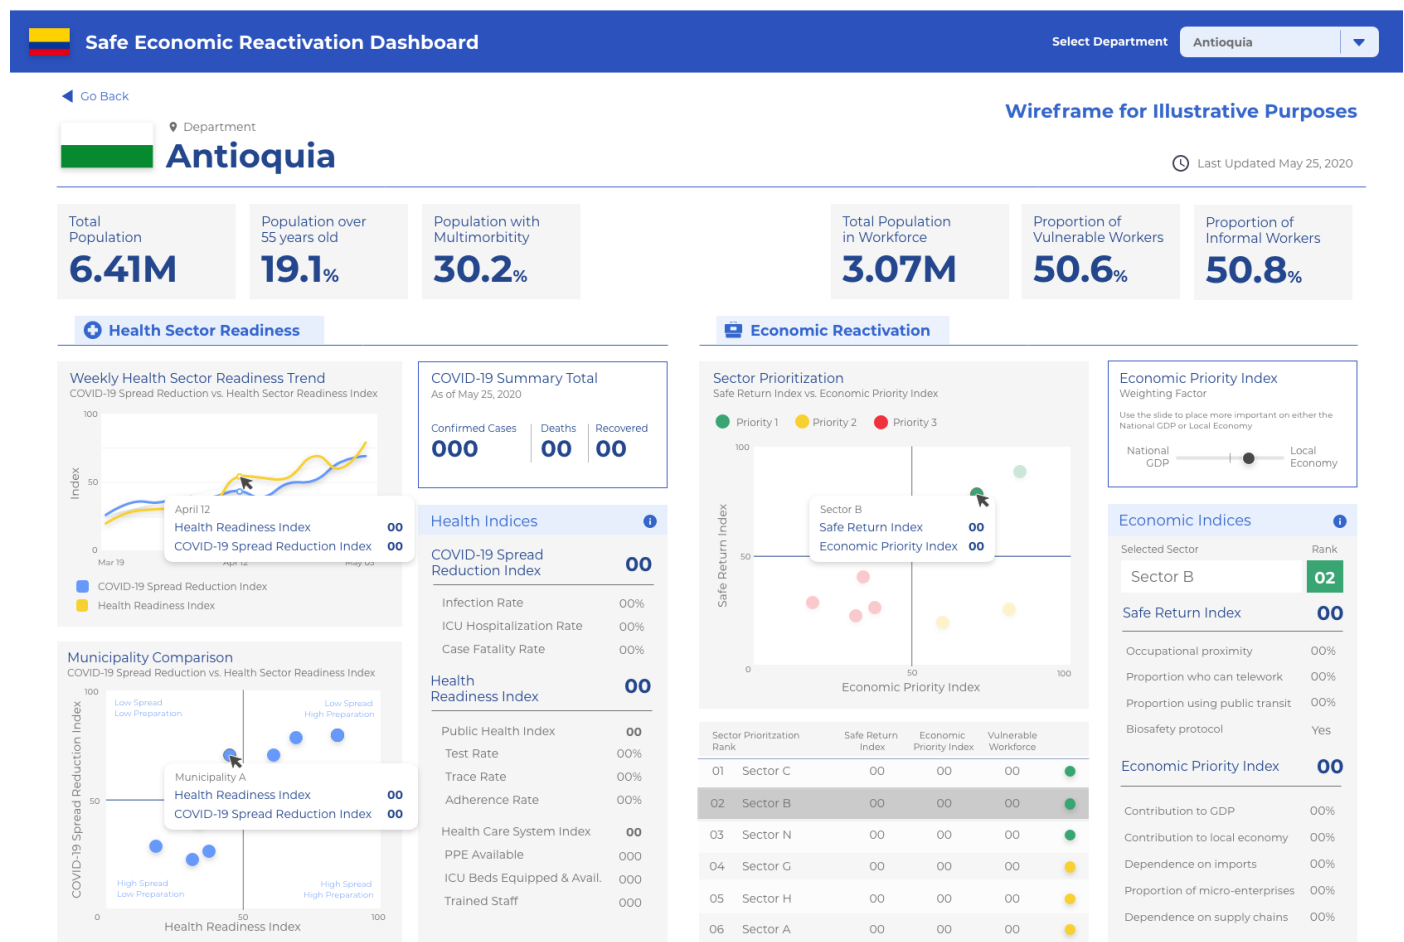 Safe Economic Reactivation Dashboard
Select Department
Antioquia
Go Back
Wireframe for Illustrative Purposes
Department
Antioquia
Last Updated May 25, 2020
Total
Population
6.41M
Population over
55 years old
19.1%
Population with
Multimorbitity
30.2%
Total Population
in Workforce
3.07M
Proportion of
Vulnerable Workers
50.6%
Proportion of
Informal Workers
50.8%
Health Sector Readiness
Weekly Health Sector Readiness Trend
COVID-19 Spread Reduction vs. Health Sector Readiness Index
100
50
0
Index
April 12
Health Readiness Index 00
COVID-19 Spread Reduction Index 00
Mar 19
Apr 12
May 03
COVID-19 Spread Reduction Index
Health Readiness Index
Municipality Comparison
COVID-19 Spread Reduction vs. Health Sector Readiness Index
100
50
0
COVID-19 Spread Reduction Index
Low Spread
Low Preparation
Low Spread
High Preparation
Municipality A
Health Readiness Index 00
COVID-19 Spread Reduction Index 00
High Spread
Low Preparation
High Spread
High Preparation
50
100
Health Readiness Index
COVID-19 Summary Total
As of May 25, 2020
Confirmed Cases
000
Deaths
00
Recovered
00
Health Indices
COVID-19 Spread
Reduction Index 00
Infection Rate 00%
ICU Hospitalization Rate 00%
Case Fatality Rate 00%
Health
Readiness Index 00
Public Health Index 00
Test Rate 00%
Trace Rate 00%
Adherence Rate 00%
Health Care System Index 00
PPE Available 000
ICU Beds Equipped & Avail. 000
Trained Staff 000
Economic Reactivation
Sector Prioritization
Safe Return Index vs. Economic Priority Index
Priority 1
Priority 2
Priority 3
100
50
0
Safe Return Index
Sector B
Safe Return Index 00
Economic Priority Index 00
50
100
Economic Priority Index
Sector Prioritzation
Rank
Safe Return
Index
Economic
Priority Index
Vulnerable
Workforce
01 Sector C 00 00 00
02 Sector B 00 00 00
03 Sector N 00 00 00
04 Sector G 00 00 00
05 Sector H 00 00 00
06 Sector A 00 00 00
Economic Priority Index
Weighting Factor
Use the slide to place more important on either the
National GDP or Local Economy
National
GDP
Local
Economy
Economic Indices
Selected Sector
Rank
Sector B
02
Safe Return Index 00
Occupational proximity 00%
Proportion who can telework 00%
Proportion using public transit 00%
Biosafety protocol Yes
Economic Priority Index 00
Contribution to GDP 00%
Contribution to local economy 00%
Dependence on imports 00%
Proportion of micro-enterprises 00%
Dependence on supply chains 00%